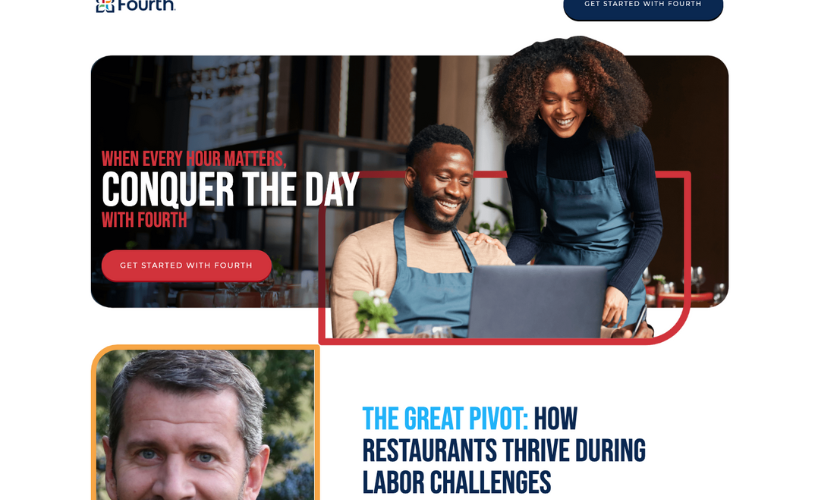 Fourth
GET STARTED WITH FOURTH
WHEN EVERY HOUR MATTERS,
CONQUER THE DAY
WITH FOURTH
GET STARTED WITH FOURTH
THE GREAT PIVOT: HOW
RESTAURANTS THRIVE DURING
LABOR CHALLENGES